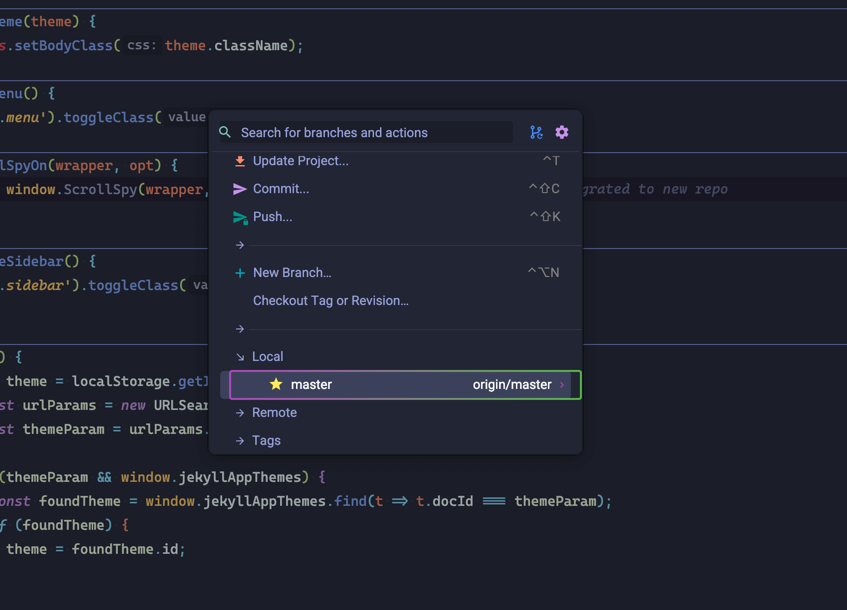 eme(theme) {
s.setBodyClass( css: theme.className);
enu() {
.menu').toggleClass( value
lSpyOn(wrapper, opt) {
window.ScrollSpy(wrapper,
grated to new repo
eSidebar() {
.sidebar').toggleClass( va
) {
theme = localStorage.getI
st urlParams = new URLSear
st themeParam = urlParams.
(themeParam && window.jekyllAppThemes) {
onst foundTheme = window.jekyllAppThemes.find(t => t.docId === themeParam);
f (foundTheme) {
theme = foundTheme.id;
Search for branches and actions
Update Project... ^T
Commit... ^⇧C
Push... ^⇧K
New Branch... ^⌥N
Checkout Tag or Revision...
Local
master origin/master
Remote
Tags